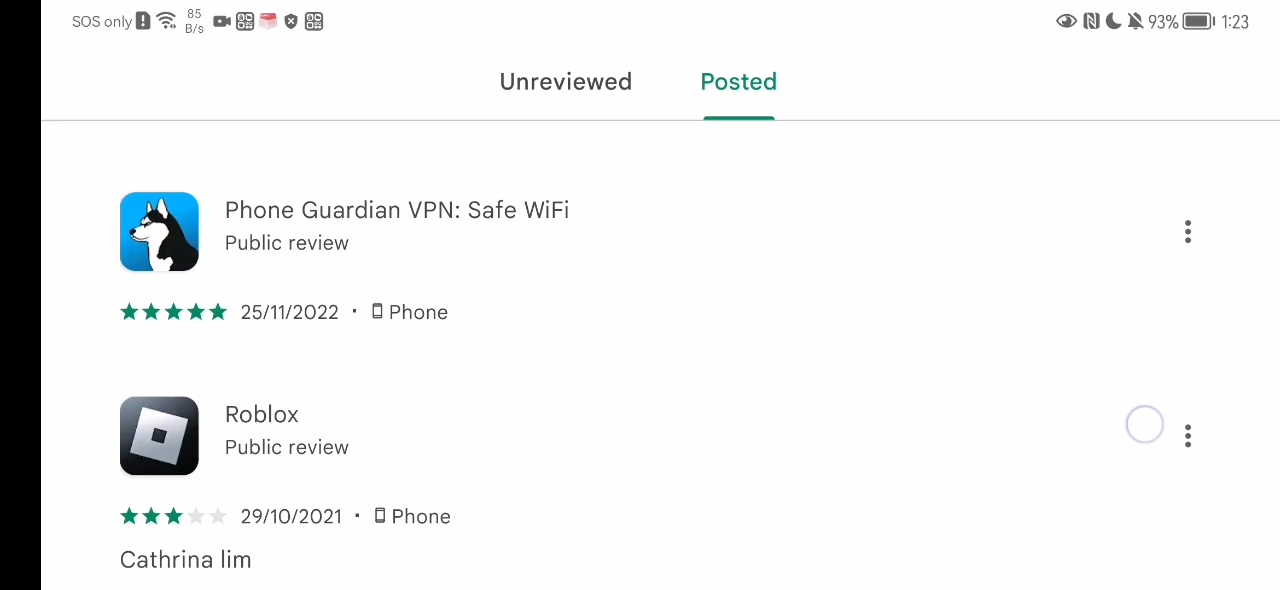 SOS only 85 B/s 93% 1:23
Unreviewed Posted
Phone Guardian VPN: Safe WiFi
Public review
25/11/2022 · Phone
Roblox
Public review
29/10/2021 · Phone
Cathrina lim